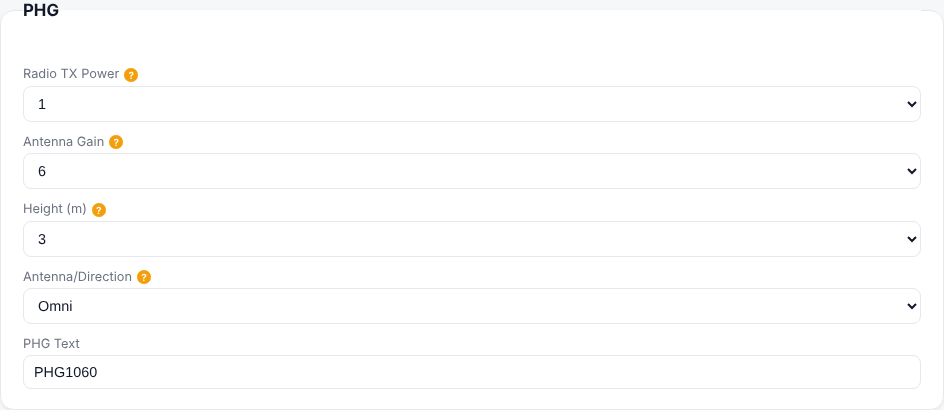 PHG
Radio TX Power ?
1
Antenna Gain ?
6
Height (m) ?
3
Antenna/Direction ?
Omni
PHG Text
PHG1060